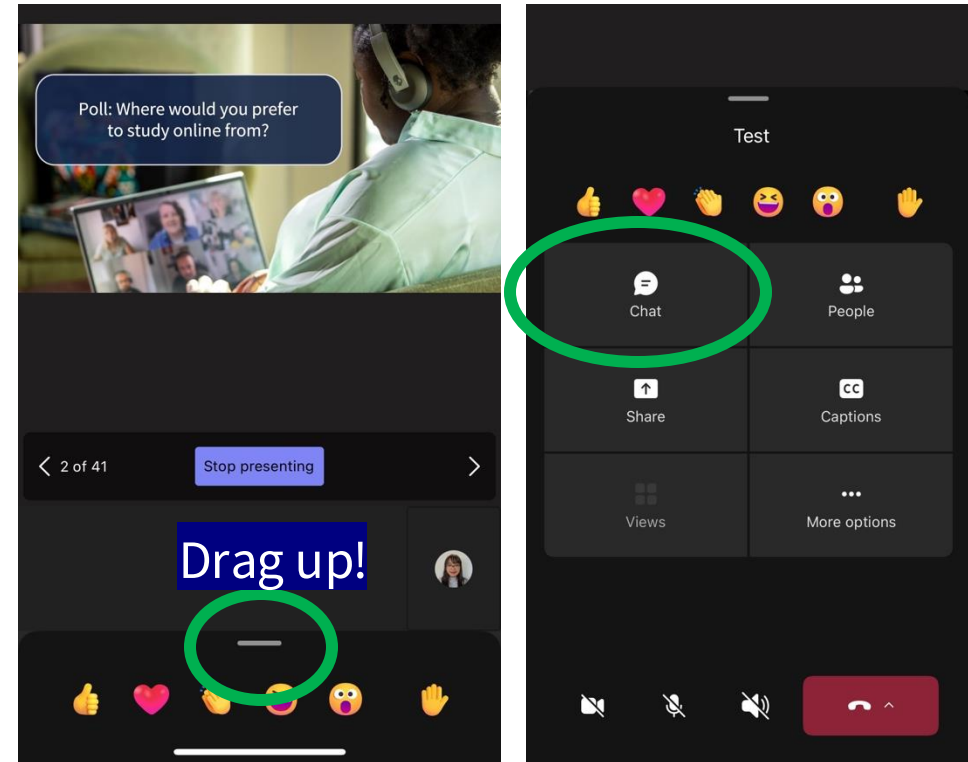 Poll: Where would you prefer
to study online from?
2 of 41
Stop presenting
Drag up!
Test
Chat
People
Share
CC
Captions
Views
More options